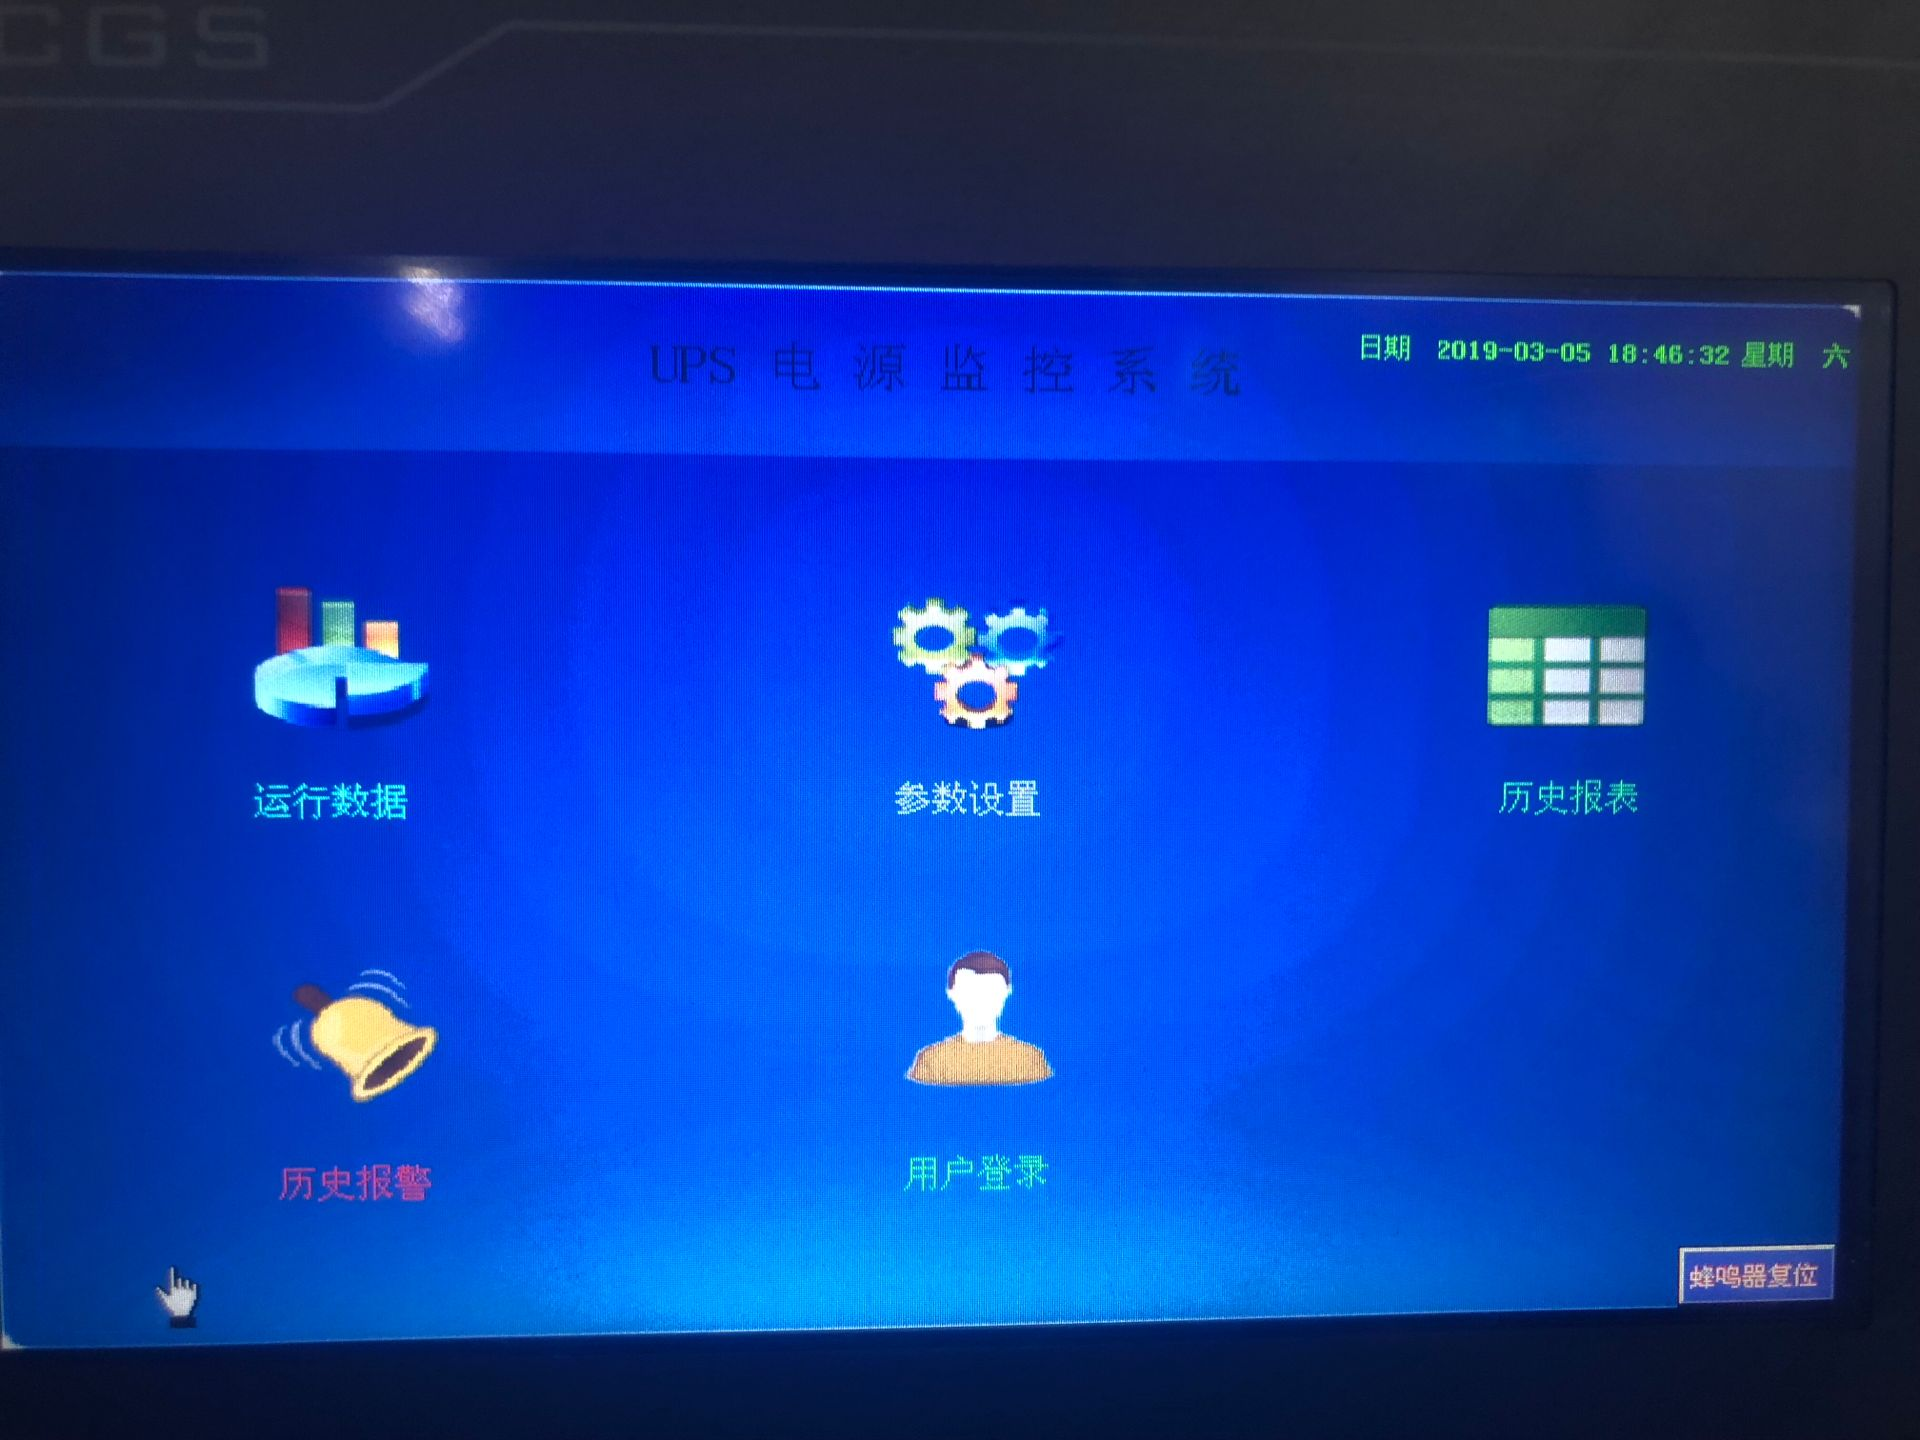 CGS
UPS 电源监控系统
日期 2019-03-05 18:46:32 星期 六
运行数据
参数设置
历史报表
历史报警
用户登录
蜂鸣器复位